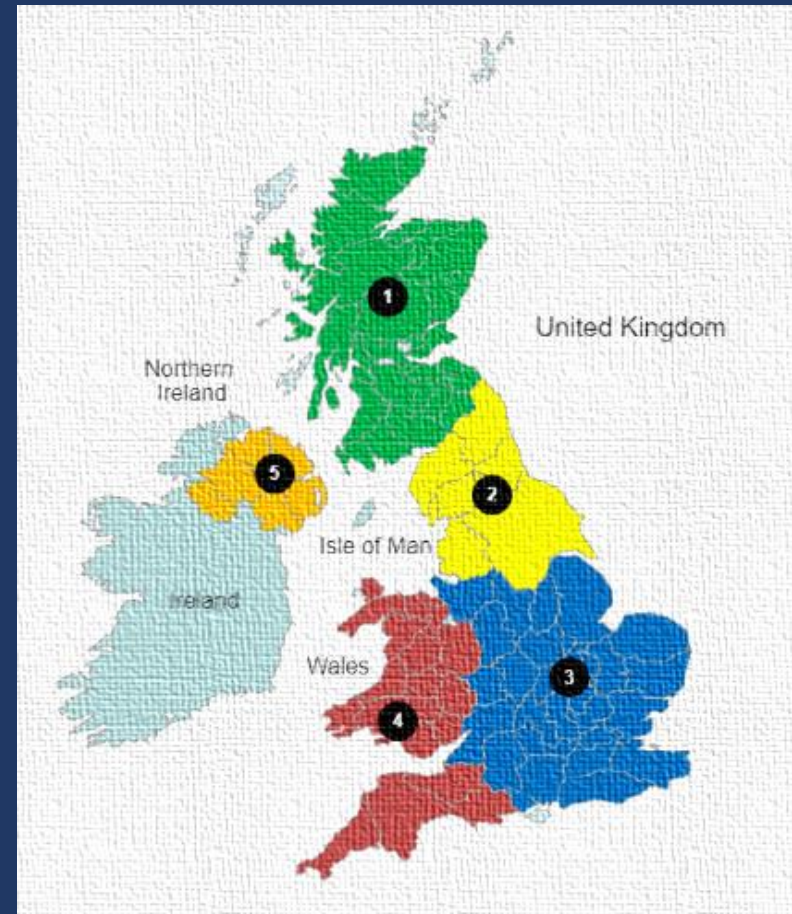 1
United Kingdom
Northern
Ireland
5
2
Isle of Man
Ireland
Wales
3
4